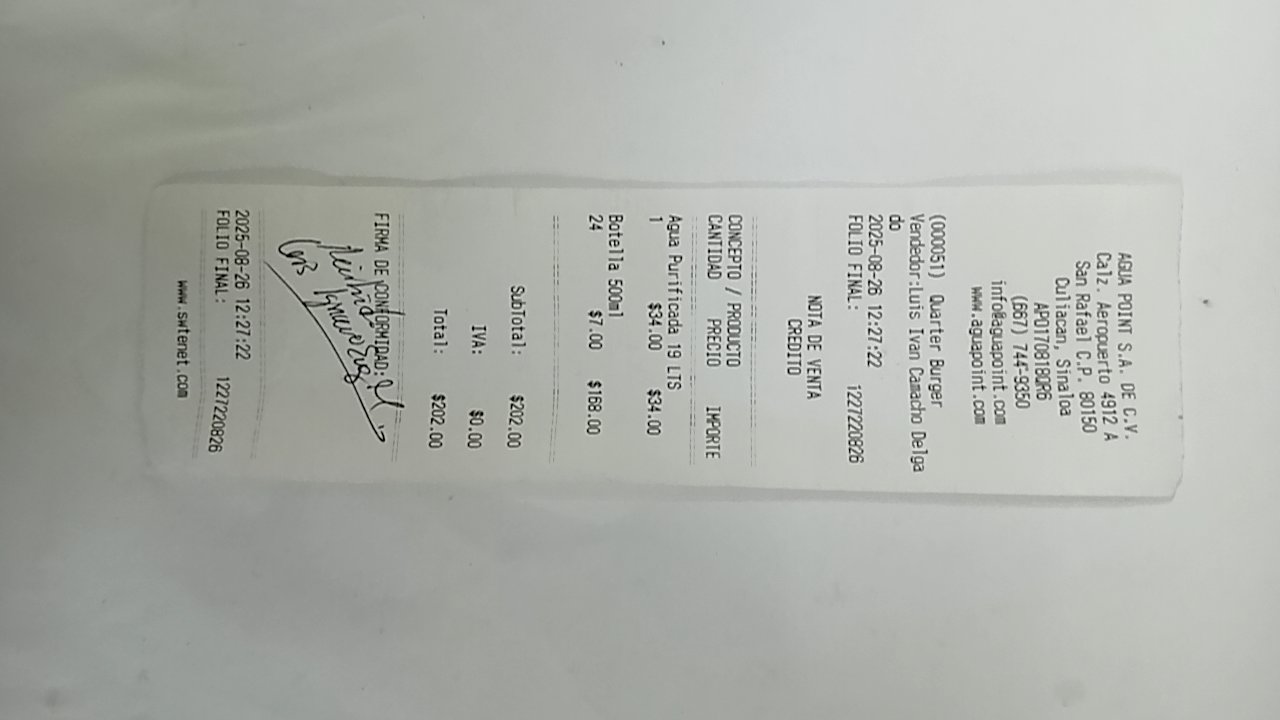 AGUA POINT S.A. DE C.V.
Calz. Aeropuerto 4912 A
San Rafael C.P. 80150
Culiacan, Sinaloa
APO170818QR6
(667) 744-9350
info@aguapoint.com
www.aguapoint.com
(000051) Quarter Burger
Vendedor:Luis Ivan Camacho Delga
do
2025-08-26 12:27:22
FOLIO FINAL: 1227220826
NOTA DE VENTA
CREDITO
CONCEPTO / PRODUCTO
CANTIDAD PRECIO IMPORTE
Agua Purificada 19 LTS
1 $34.00 $34.00
Botella 500ml
24 $7.00 $168.00
SubTotal: $202.00
IVA: $0.00
Total: $202.00
FIRMA DE CONFORMIDAD:
2025-08-26 12:27:22
FOLIO FINAL: 1227220826
www.swtenet.com